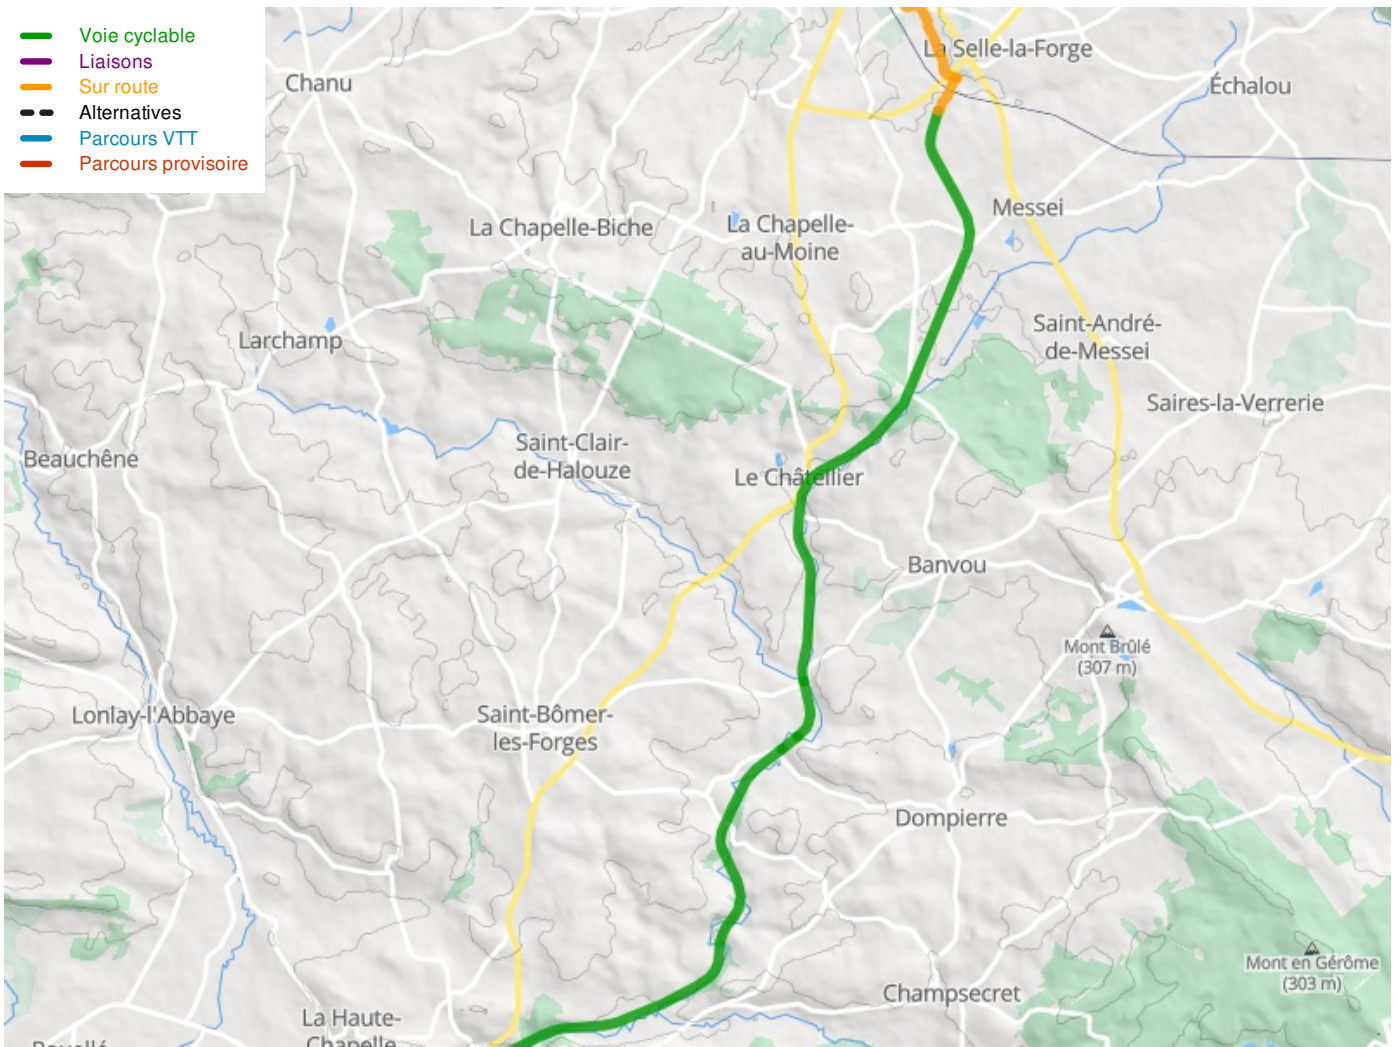 Voie cyclable
Liaisons
Sur route
Alternatives
Parcours VTT
Parcours provisoire
La Selle-la-Forge
Chanu
Échalou
Messei
La Chapelle-Biche
La Chapelle-
au-Moine
Larchamp
Saint-André-
de-Messei
Saires-la-Verrerie
Beauchêne
Saint-Clair-
de-Halouze
Le Châtellier
Banvou
Mont Brûlé
(307 m)
Lonlay-l'Abbaye
Saint-Bômer-
les-Forges
Dompierre
Mont en Gérôme
(303 m)
Champsecret
La Haute-
Chapelle